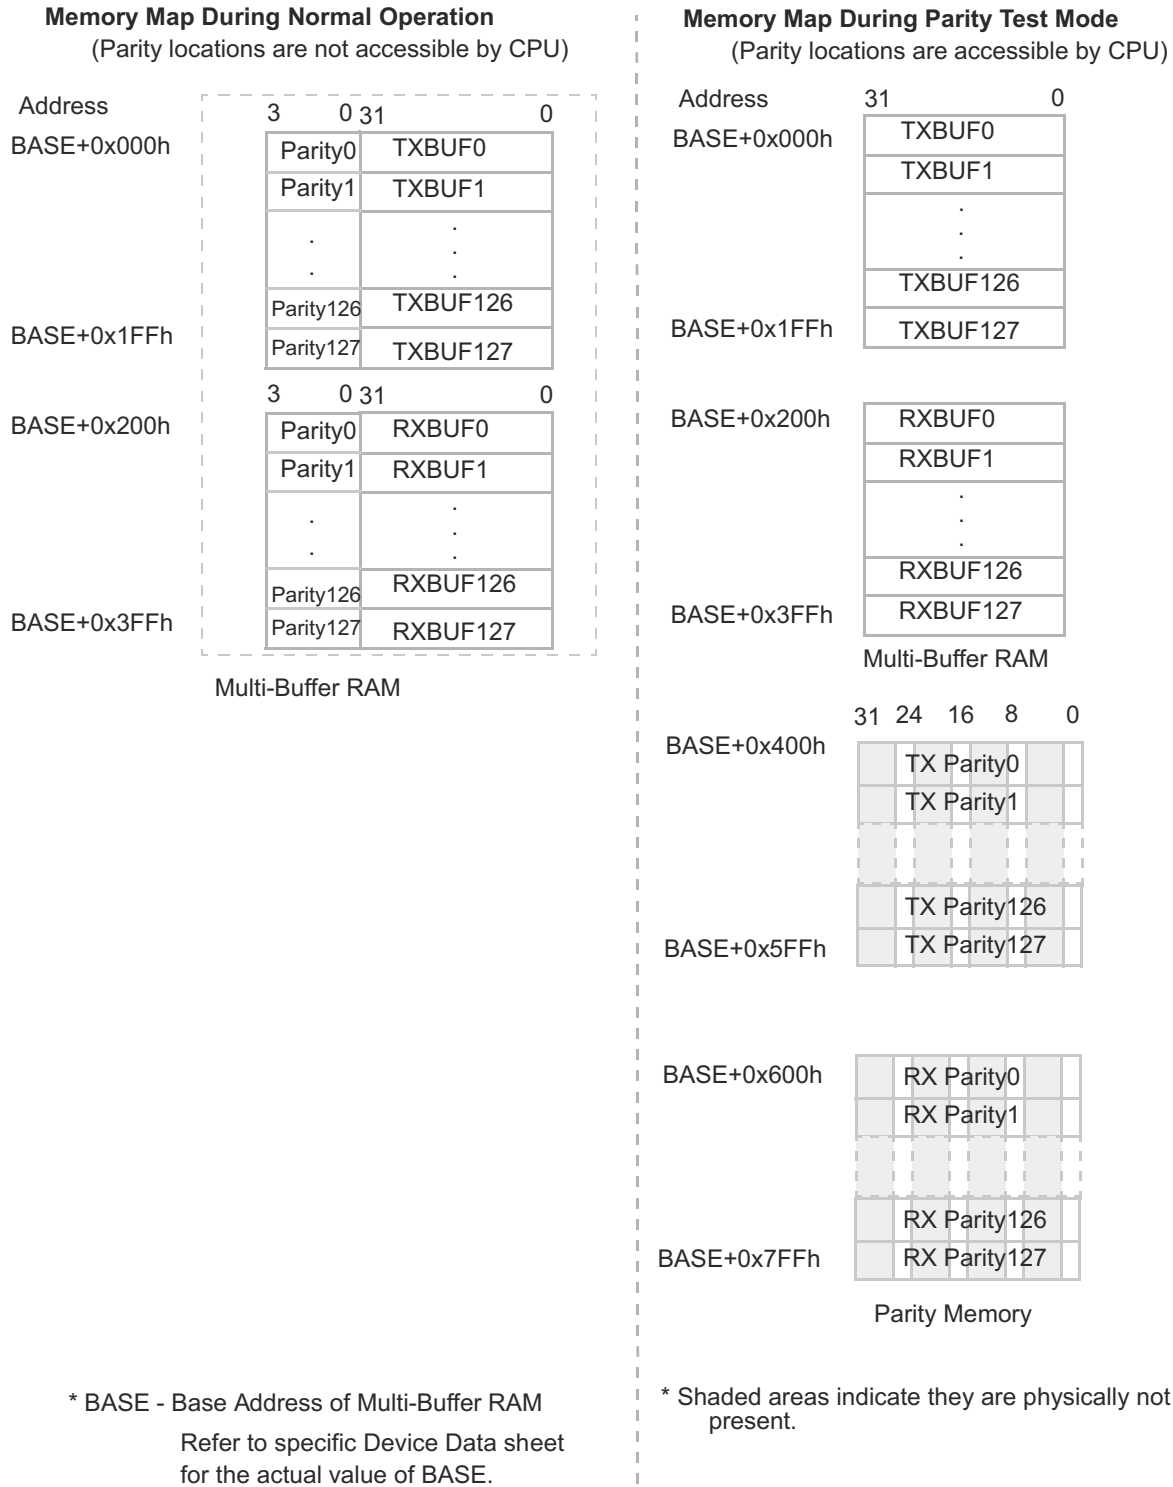 Memory Map During Normal Operation
(Parity locations are not accessible by CPU)
Address
3 0 31 0
BASE+0x000h
Parity0 TXBUF0
Parity1 TXBUF1
. .
. .
.
Parity126 TXBUF126
BASE+0x1FFh
Parity127 TXBUF127
3 0 31 0
BASE+0x200h
Parity0 RXBUF0
Parity1 RXBUF1
. .
. .
.
Parity126 RXBUF126
BASE+0x3FFh
Parity127 RXBUF127
Multi-Buffer RAM
* BASE - Base Address of Multi-Buffer RAM
Refer to specific Device Data sheet
for the actual value of BASE.
Memory Map During Parity Test Mode
(Parity locations are accessible by CPU)
Address
31 0
BASE+0x000h
TXBUF0
TXBUF1
.
.
.
TXBUF126
BASE+0x1FFh
TXBUF127
BASE+0x200h
RXBUF0
RXBUF1
.
.
.
RXBUF126
BASE+0x3FFh
RXBUF127
Multi-Buffer RAM
31 24 16 8 0
BASE+0x400h
TX Parity0
TX Parity1
TX Parity126
BASE+0x5FFh
TX Parity127
BASE+0x600h
RX Parity0
RX Parity1
RX Parity126
BASE+0x7FFh
RX Parity127
Parity Memory
* Shaded areas indicate they are physically not
present.